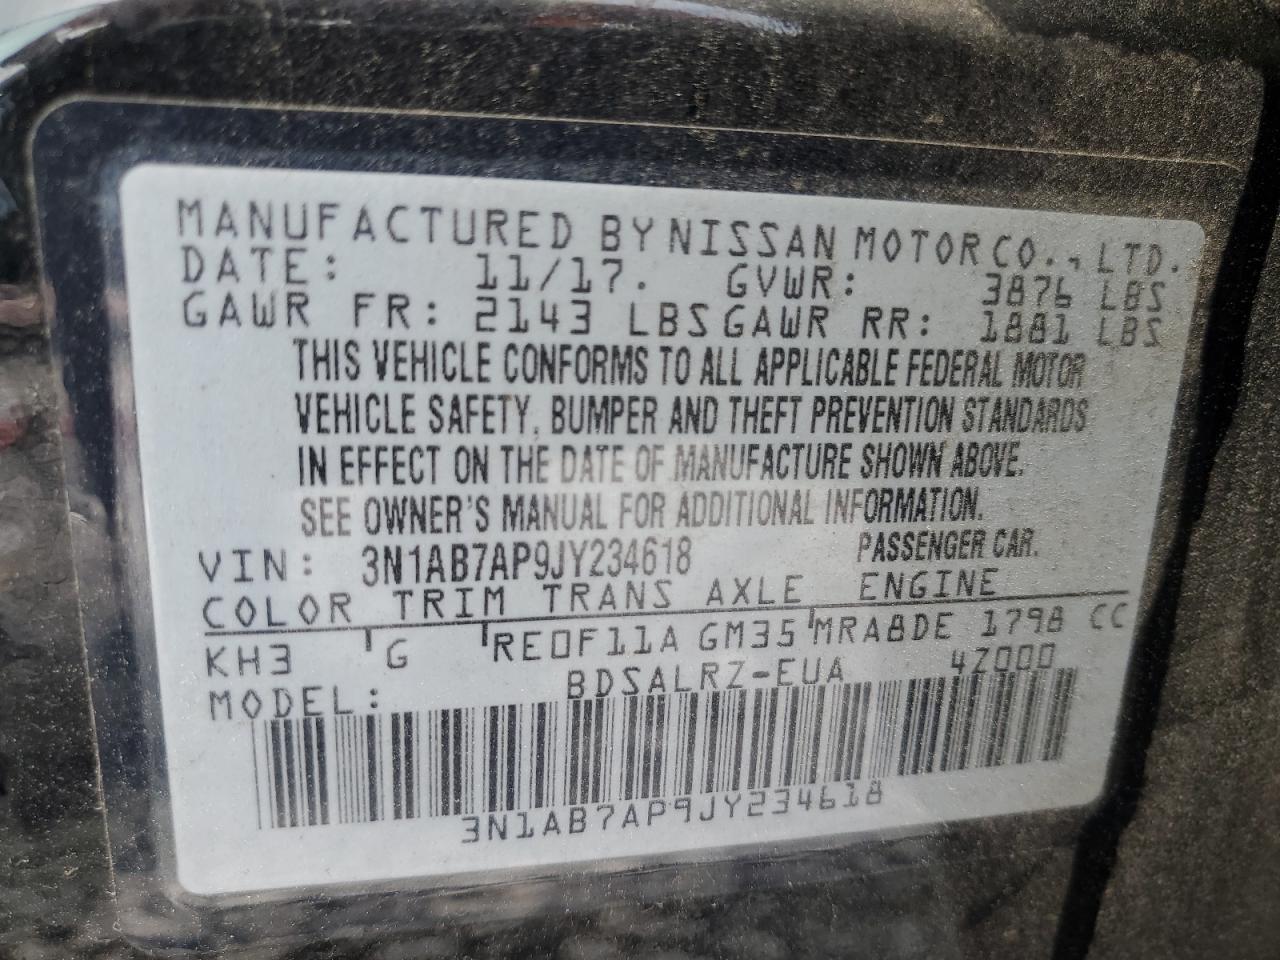 MANUFACTURED BY NISSAN MOTOR CO., LTD.
DATE: 11/17. GVWR: 3876 LBS
GAWR FR: 2143 LBS GAWR RR: 1881 LBS
THIS VEHICLE CONFORMS TO ALL APPLICABLE FEDERAL MOTOR
VEHICLE SAFETY, BUMPER AND THEFT PREVENTION STANDARDS
IN EFFECT ON THE DATE OF MANUFACTURE SHOWN ABOVE.
SEE OWNER'S MANUAL FOR ADDITIONAL INFORMATION.
VIN: 3N1AB7AP9JY234618 PASSENGER CAR.
COLOR TRIM TRANS AXLE ENGINE
KH3 G RE0F11A GM35 MRA8DE 1798 CC
MODEL: BDSALRZ-EUA 4Z000
3N1AB7AP9JY234618